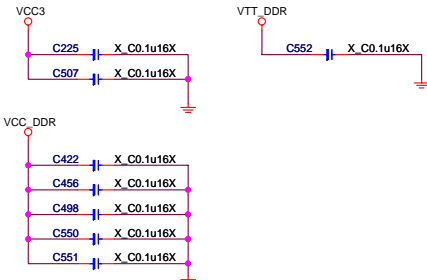 VCC3
C225 X_C0.1u16X
C507 X_C0.1u16X
VTT_DDR
C552 X_C0.1u16X
VCC_DDR
C422 X_C0.1u16X
C456 X_C0.1u16X
C498 X_C0.1u16X
C550 X_C0.1u16X
C551 X_C0.1u16X